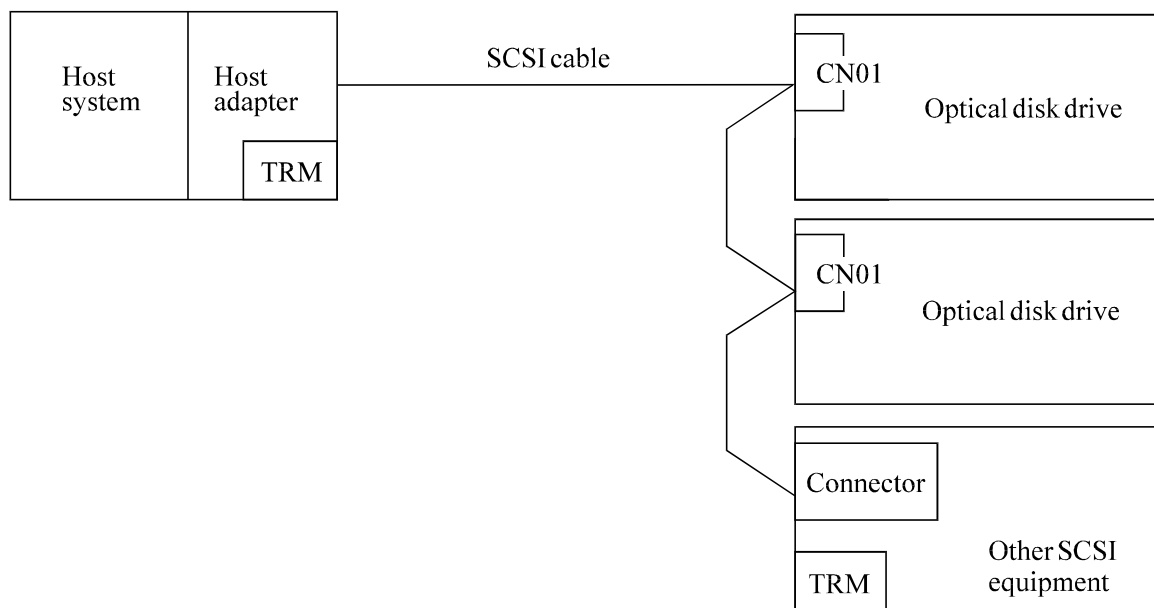 Host
system
Host
adapter
TRM
SCSI cable
CN01
Optical disk drive
CN01
Optical disk drive
Connector
TRM
Other SCSI
equipment